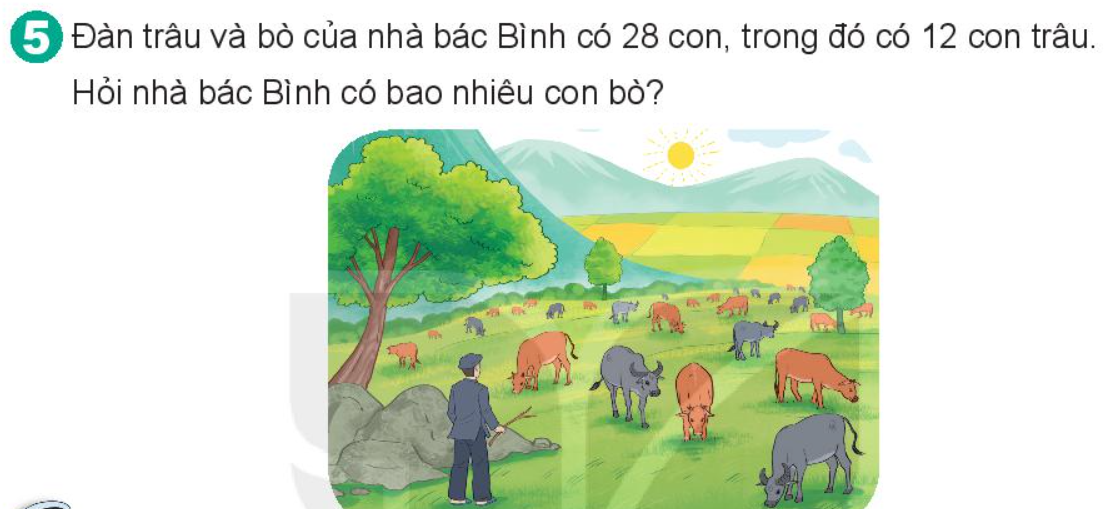 5 Đàn trâu và bò của nhà bác Bình có 28 con, trong đó có 12 con trâu.
Hỏi nhà bác Bình có bao nhiêu con bò?